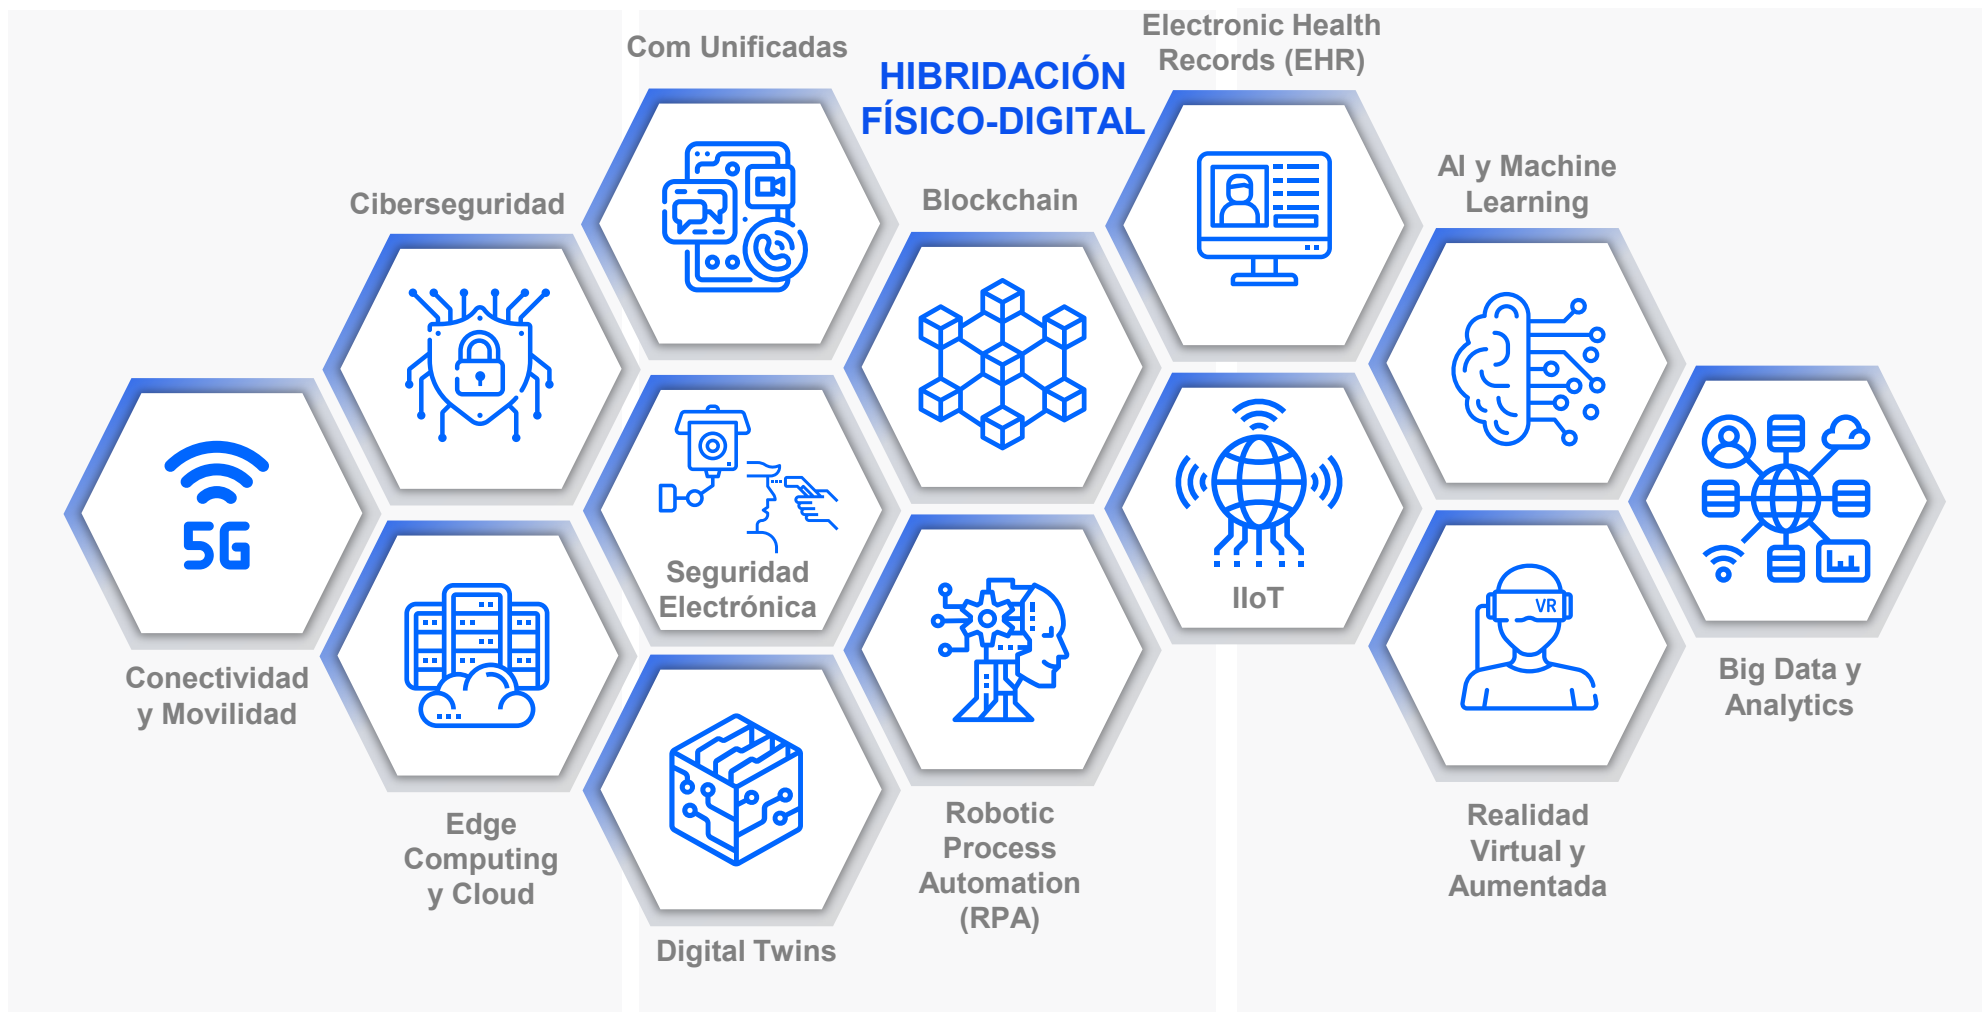 Com Unificadas
HIBRIDACIÓN
FÍSICO-DIGITAL
Electronic Health
Records (EHR)
AI y Machine
Learning
Ciberseguridad
Blockchain
5G
Conectividad
y Movilidad
Seguridad
Electrónica
IIoT
VR
Big Data y
Analytics
Edge
Computing
y Cloud
Robotic
Process
Automation
(RPA)
Realidad
Virtual y
Aumentada
Digital Twins